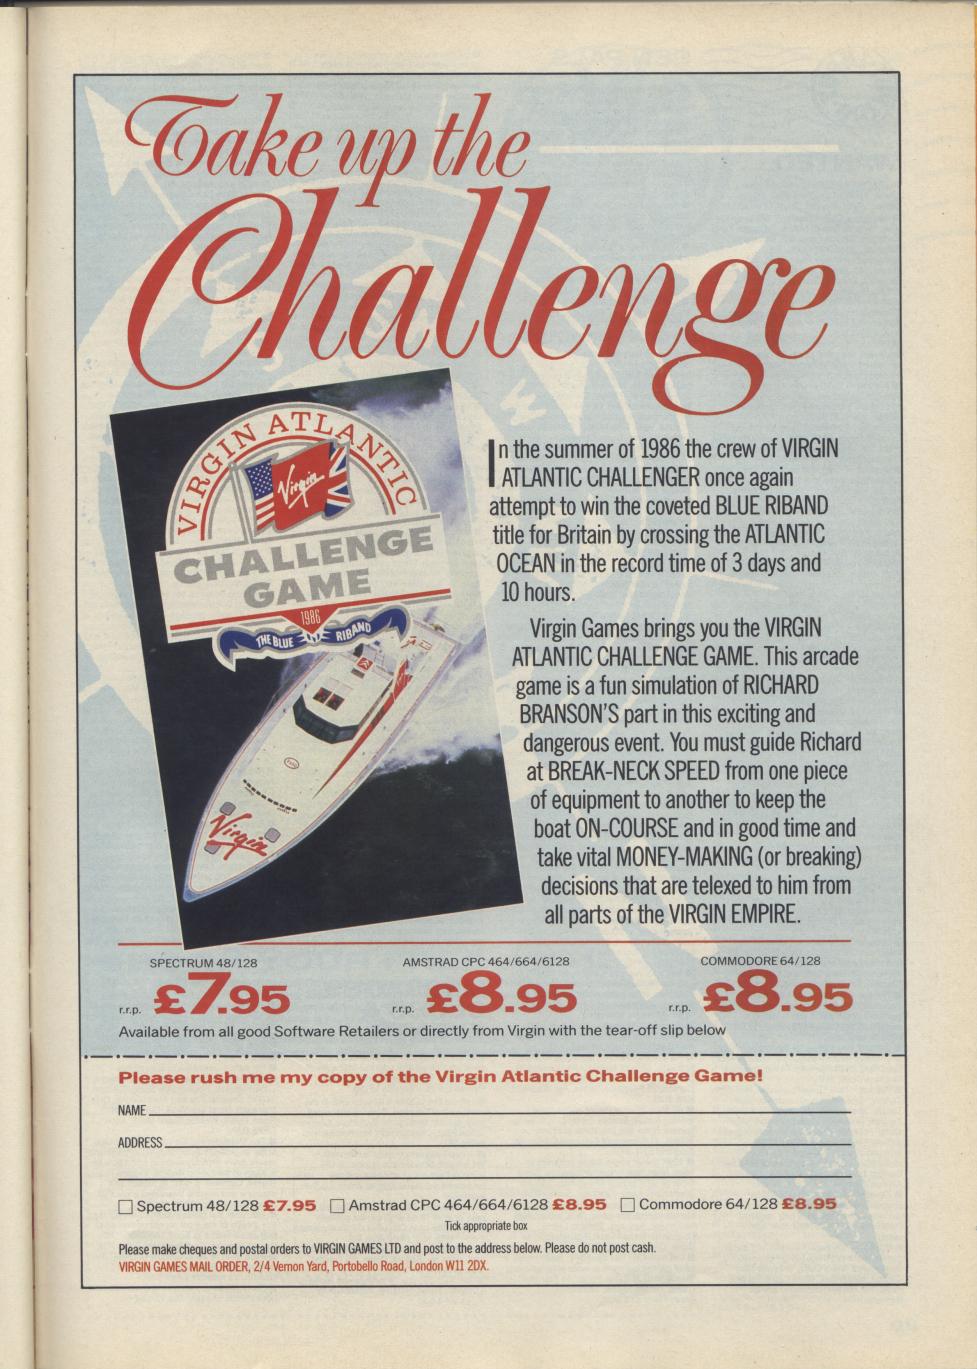 Take up the
Challenge
VIRGIN ATLANTIC
Virgin
CHALLENGE
GAME
1986
THE BLUE RIBAND
Virgin
W
In the summer of 1986 the crew of VIRGIN
ATLANTIC CHALLENGER once again
attempt to win the coveted BLUE RIBAND
title for Britain by crossing the ATLANTIC
OCEAN in the record time of 3 days and
10 hours.
Virgin Games brings you the VIRGIN
ATLANTIC CHALLENGE GAME. This arcade
game is a fun simulation of RICHARD
BRANSON'S part in this exciting and
dangerous event. You must guide Richard
at BREAK-NECK SPEED from one piece
of equipment to another to keep the
boat ON-COURSE and in good time and
take vital MONEY-MAKING (or breaking)
decisions that are telexed to him from
all parts of the VIRGIN EMPIRE.
SPECTRUM 48/128 AMSTRAD CPC 464/664/6128 COMMODORE 64/128
r.r.p. £7.95 r.r.p. £8.95 r.r.p. £8.95
Available from all good Software Retailers or directly from Virgin with the tear-off slip below
Please rush me my copy of the Virgin Atlantic Challenge Game!
NAME
ADDRESS
Spectrum 48/128 £7.95 Amstrad CPC 464/664/6128 £8.95 Commodore 64/128 £8.95
Tick appropriate box
Please make cheques and postal orders to VIRGIN GAMES LTD and post to the address below. Please do not post cash.
VIRGIN GAMES MAIL ORDER, 2/4 Vernon Yard, Portobello Road, London W11 2DX.